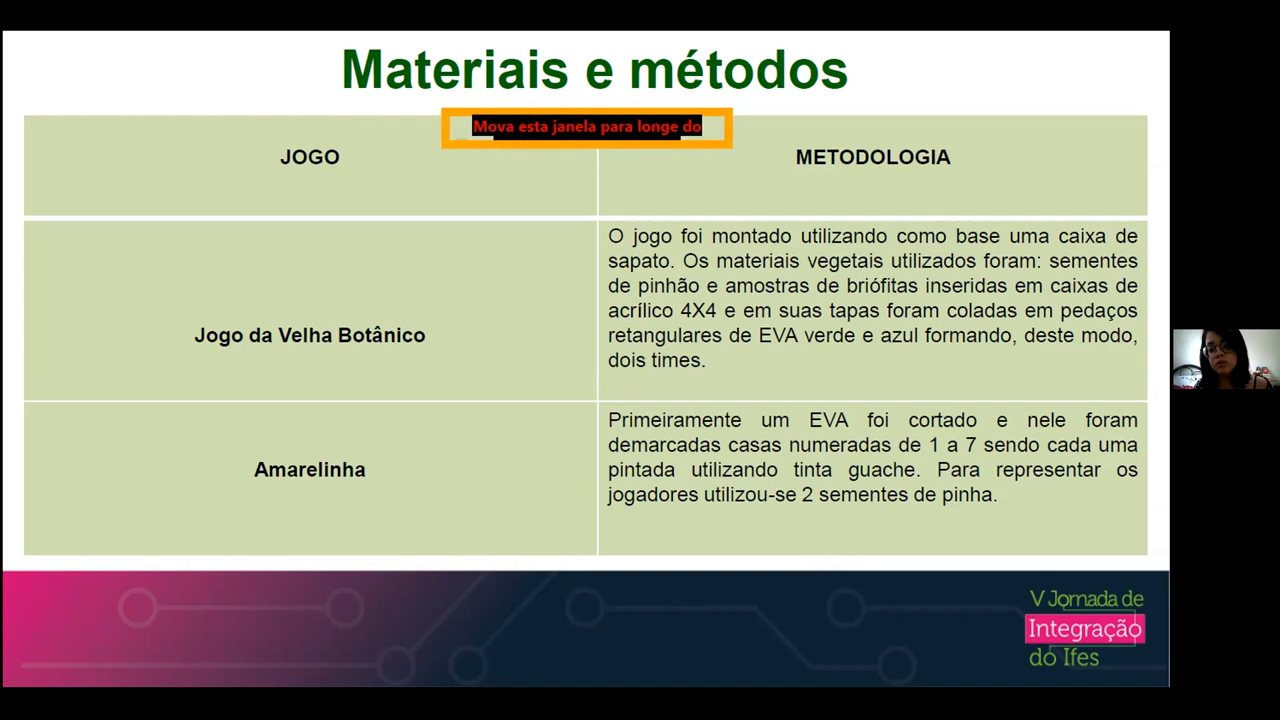 Materiais e métodos
Mova esta janela para longe do
JOGO
METODOLOGIA
Jogo da Velha Botânico
O jogo foi montado utilizando como base uma caixa de
sapato. Os materiais vegetais utilizados foram: sementes
de pinhão e amostras de briófitas inseridas em caixas de
acrílico 4X4 e em suas tapas foram coladas em pedaços
retangulares de EVA verde e azul formando, deste modo,
dois times.
Amarelinha
Primeiramente um EVA foi cortado e nele foram
demarcadas casas numeradas de 1 a 7 sendo cada uma
pintada utilizando tinta guache. Para representar os
jogadores utilizou-se 2 sementes de pinha.
V Jornada de
Integração
do Ifes